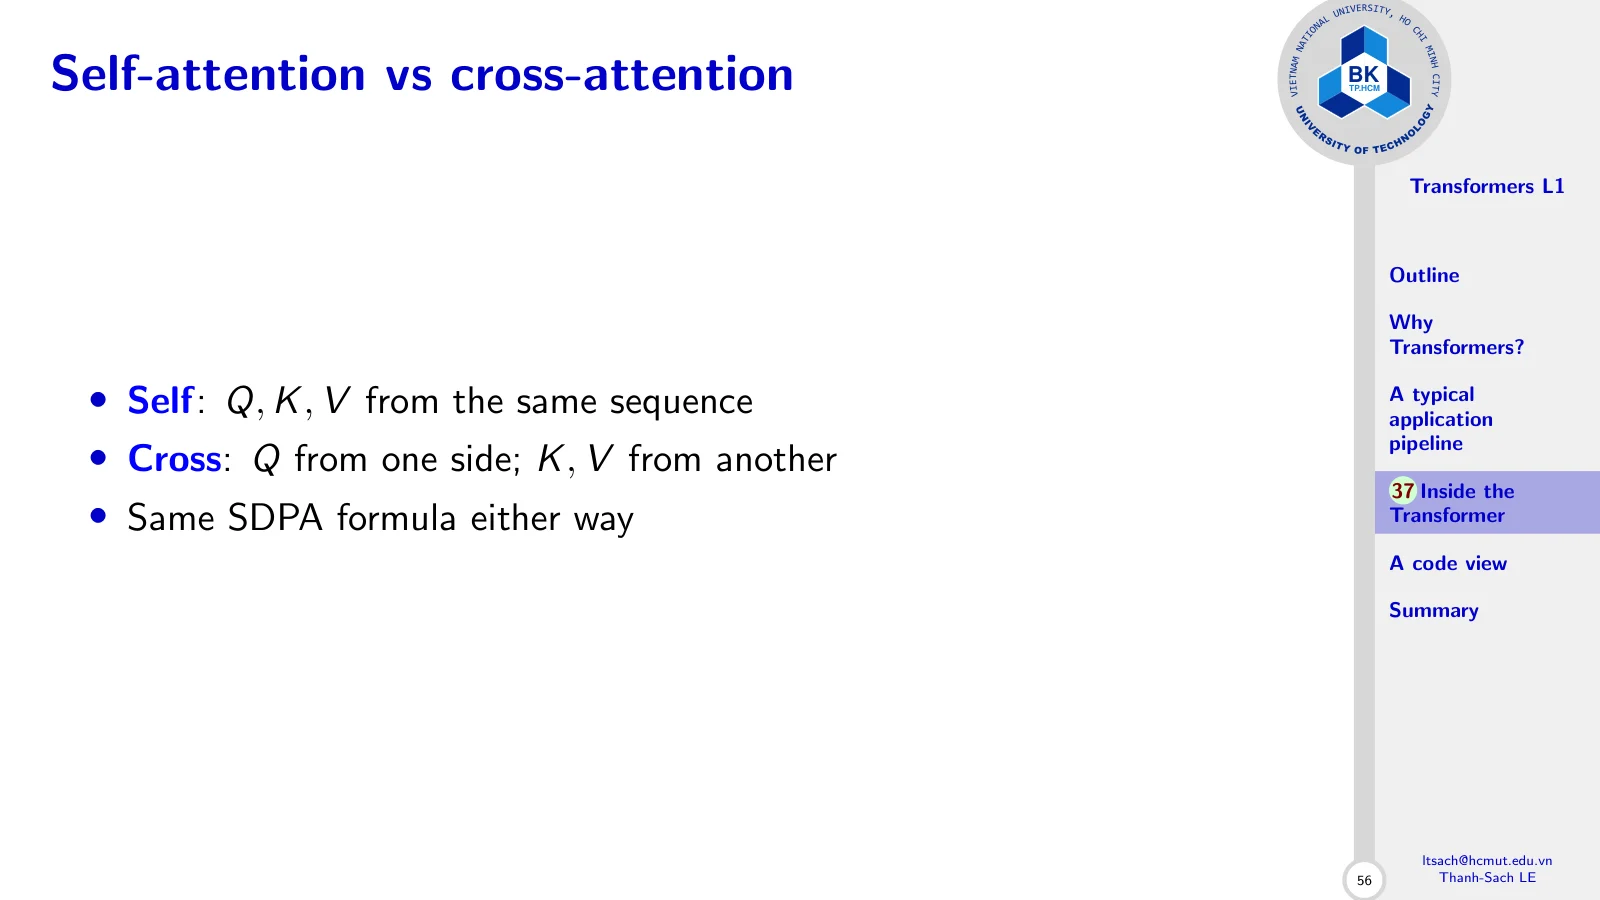 Self-attention vs cross-attention
• Self: Q, K, V from the same sequence
• Cross: Q from one side; K, V from another
• Same SDPA formula either way
VIETNAM NATIONAL UNIVERSITY, HO CHI MINH CITY
BK
TP.HCM
UNIVERSITY OF TECHNOLOGY
Transformers L1
Outline
Why
Transformers?
A typical
application
pipeline
37 Inside the
Transformer
A code view
Summary
ltsach@hcmut.edu.vn
Thanh-Sach LE
56